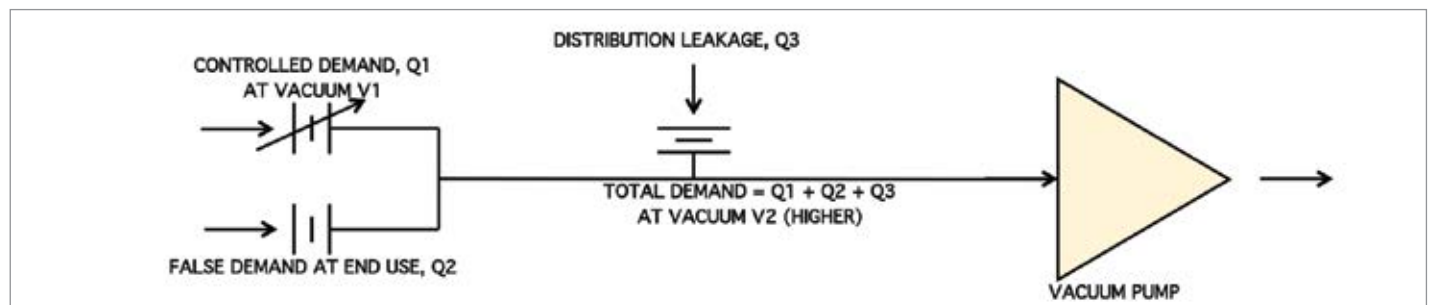 DISTRIBUTION LEAKAGE, Q3
CONTROLLED DEMAND, Q1
AT VACUUM V1
TOTAL DEMAND = Q1 + Q2 + Q3
AT VACUUM V2 (HIGHER)
FALSE DEMAND AT END USE, Q2
VACUUM PUMP